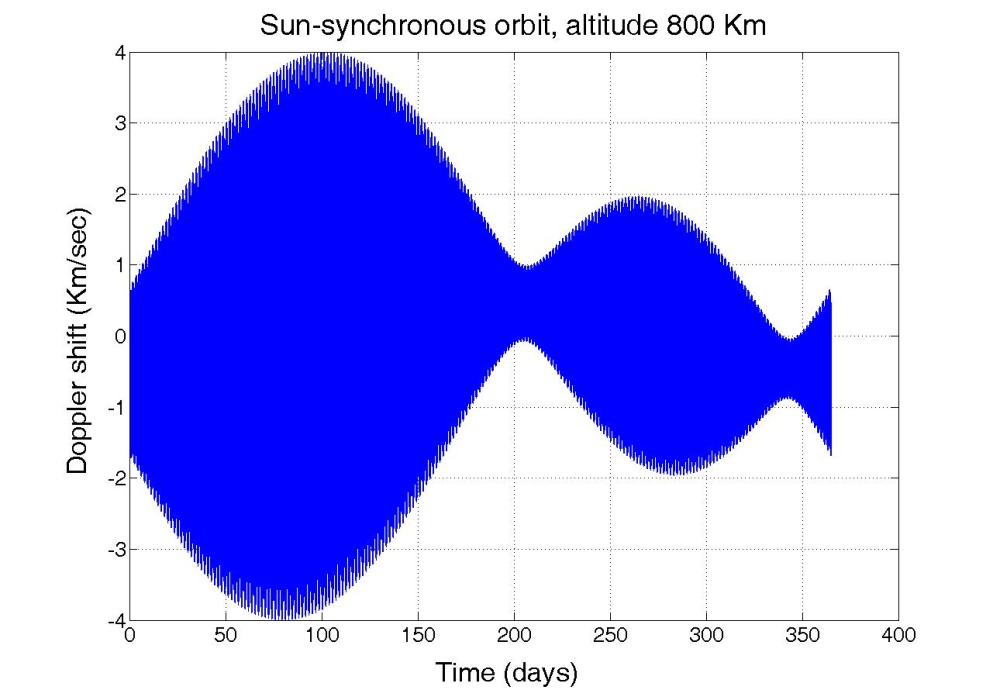 Sun-synchronous orbit, altitude 800 Km
4
3
2
1
0
-1
-2
-3
-4
Doppler shift (Km/sec)
0 50 100 150 200 250 300 350 400
Time (days)